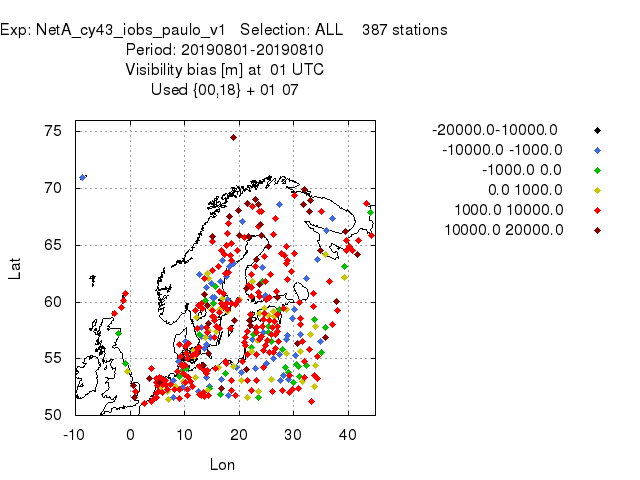 Exp: NetA_cy43_iobs_paulo_v1 Selection: ALL 387 stations
Period: 20190801-20190810
Visibility bias [m] at 01 UTC
Used {00,18} + 01 07
75
70
65
60
55
50
-10 0 10 20 30 40
Lat
Lon
-20000.0-10000.0
-10000.0 -1000.0
-1000.0 0.0
0.0 1000.0
1000.0 10000.0
10000.0 20000.0